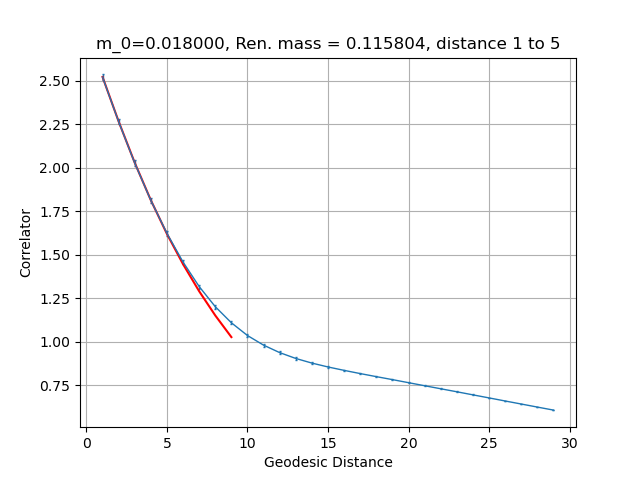 m_0=0.018000, Ren. mass = 0.115804, distance 1 to 5
2.50
2.25
2.00
1.75
1.50
1.25
1.00
0.75
Correlator
0 5 10 15 20 25 30
Geodesic Distance